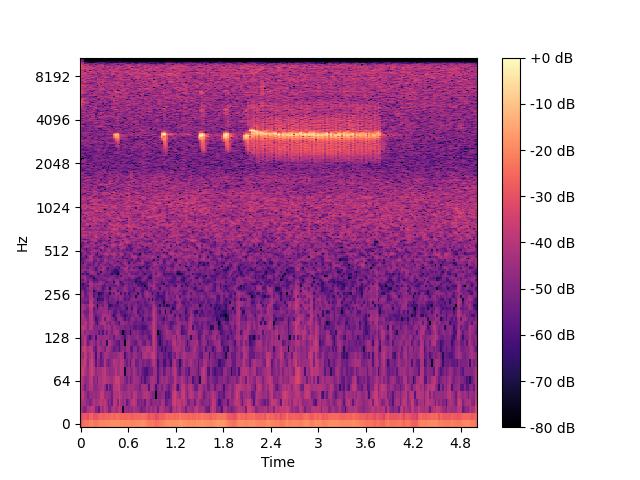 8192
4096
2048
1024
512
256
128
64
0
Hz
0 0.6 1.2 1.8 2.4 3 3.6 4.2 4.8
Time
+0 dB
-10 dB
-20 dB
-30 dB
-40 dB
-50 dB
-60 dB
-70 dB
-80 dB